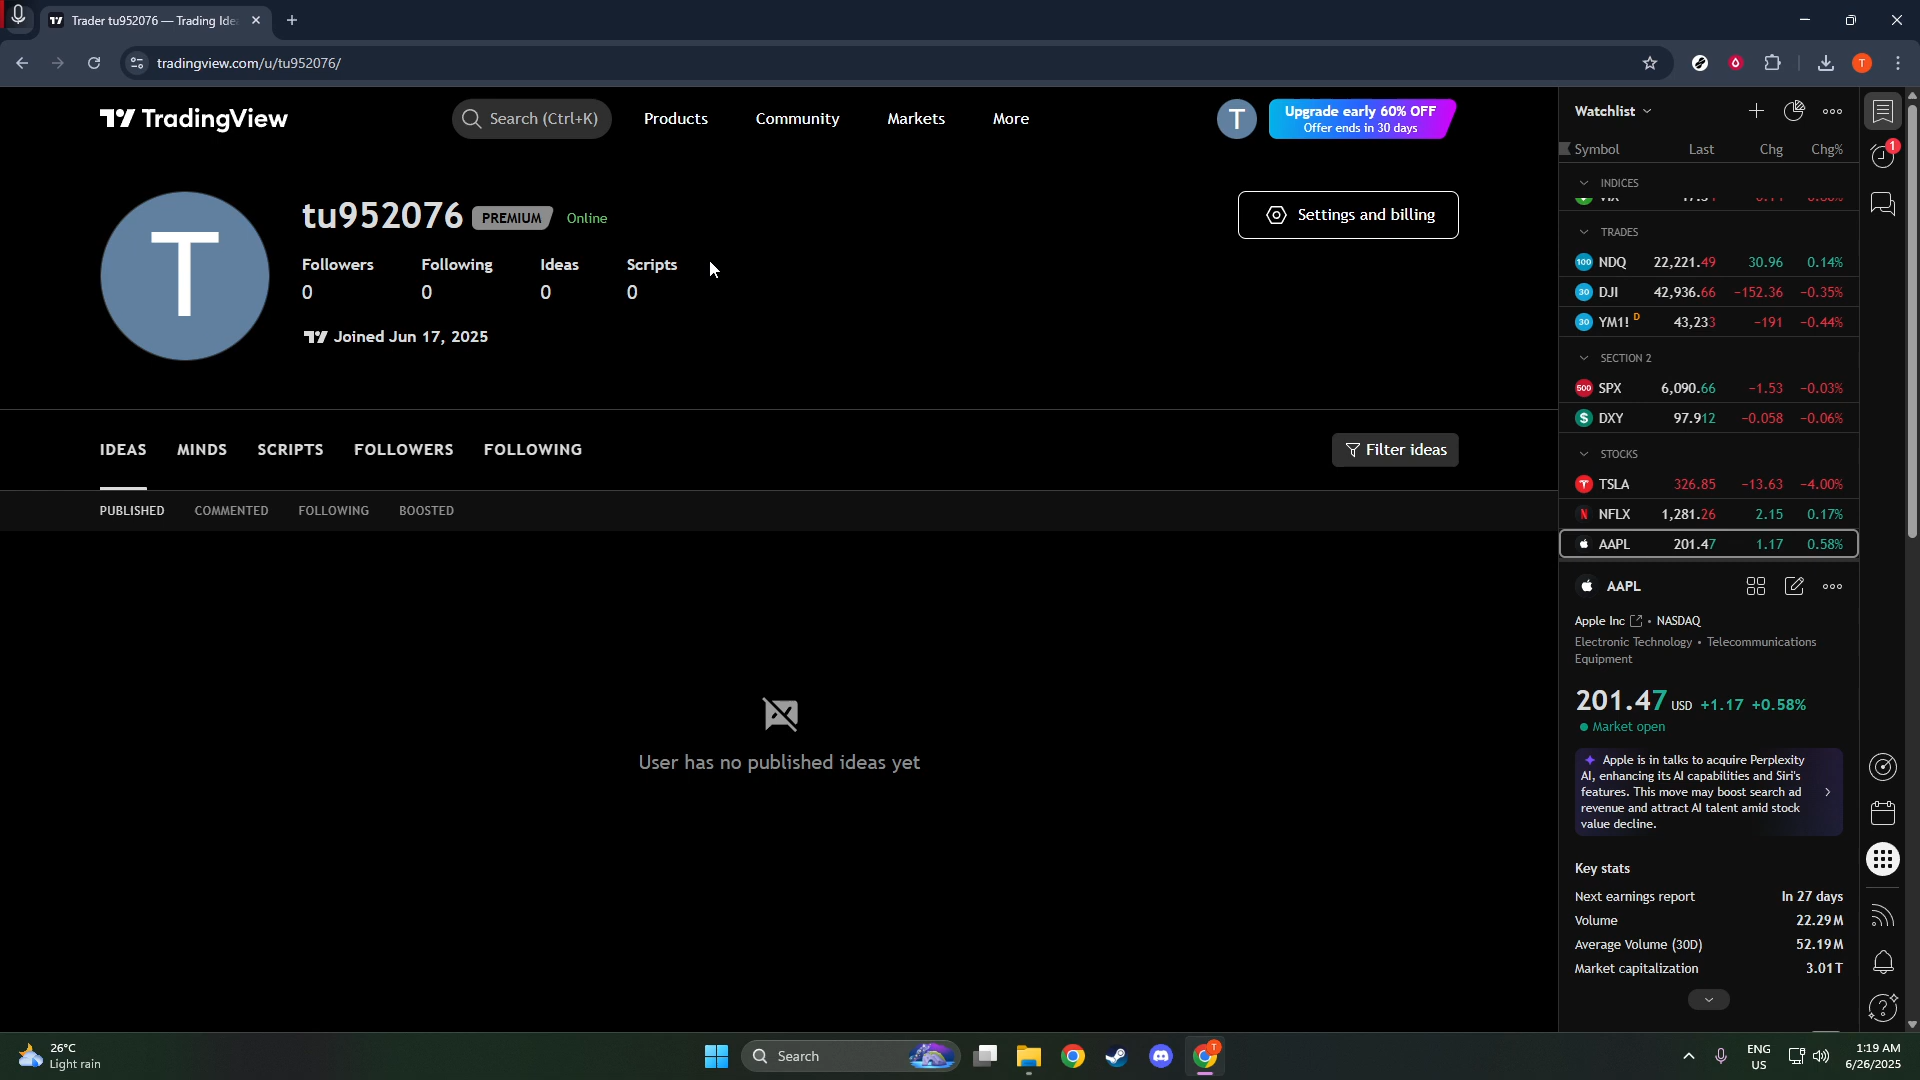 Trader tu952076 — Trading Ide
tradingview.com/u/tu952076/
T
TradingView
Search (Ctrl+K)
Products
Community
Markets
More
T
Upgrade early 60% OFF
Offer ends in 30 days
T
tu952076 PREMIUM Online
Settings and billing
Followers Following Ideas Scripts
0 0 0 0
Joined Jun 17, 2025
IDEAS MINDS SCRIPTS FOLLOWERS FOLLOWING
Filter ideas
PUBLISHED COMMENTED FOLLOWING BOOSTED
User has no published ideas yet
Watchlist
Symbol Last Chg Chg%
INDICES
TRADES
100 NDQ 22,221.49 30.96 0.14%
30 DJI 42,936.66 −152.36 −0.35%
30 YM1! D 43,233 −191 −0.44%
SECTION 2
500 SPX 6,090.66 −1.53 −0.03%
$ DXY 97.912 −0.058 −0.06%
STOCKS
TSLA 326.85 −13.63 −4.00%
N NFLX 1,281.26 2.15 0.17%
AAPL 201.47 1.17 0.58%
AAPL
Apple Inc • NASDAQ
Electronic Technology • Telecommunications
Equipment
201.47 USD +1.17 +0.58%
Market open
Apple is in talks to acquire Perplexity
AI, enhancing its AI capabilities and Siri's
features. This move may boost search ad
revenue and attract AI talent amid stock
value decline.
Key stats
Next earnings report In 27 days
Volume 22.29 M
Average Volume (30D) 52.19 M
Market capitalization 3.01 T
1
26°C
Light rain
Search
T
ENG
US
1:19 AM
6/26/2025